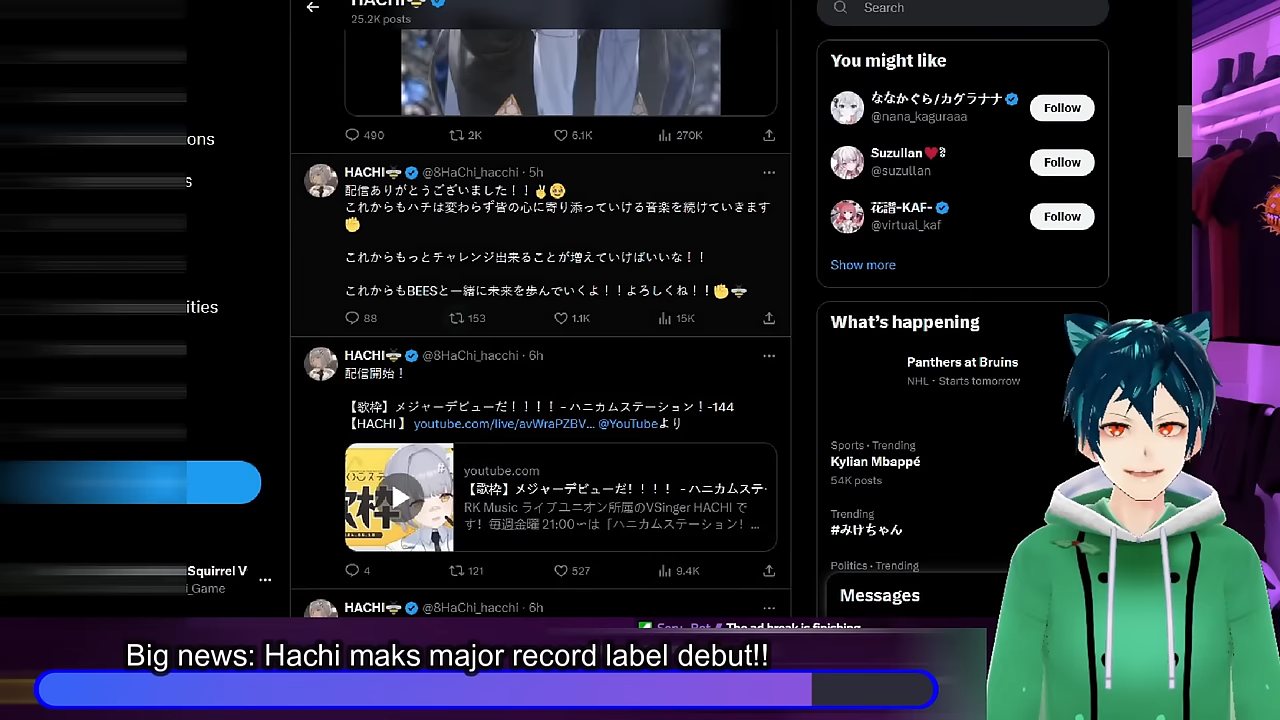 HACHI🐝
25.2K posts
490 2K 6.1K 270K
HACHI🐝 @8HaChi_hacchi · 5h
配信ありがとうございました！！✌🥹
これからもハチは変わらず皆の心に寄り添っていける音楽を続けていきます
✊
これからもっとチャレンジ出来ることが増えていけばいいな！！
これからもBEESと一緒に未来を歩んでいくよ！！よろしくね！！✊🐝
88 153 1.1K 15K
HACHI🐝 @8HaChi_hacchi · 6h
配信開始！
【歌枠】メジャーデビューだ！！！！ - ハニカムステーション！-144
【HACHI 】 youtube.com/live/avWraPZBV... @YouTubeより
youtube.com
【歌枠】メジャーデビューだ！！！！ - ハニカムステ
RK Music ライブユニオン所属のVSinger HACHI で
す！毎週金曜 21:00〜は『ハニカムステーション！...
4 121 527 9.4K
HACHI🐝 @8HaChi_hacchi · 6h
ons
s
ities
Squirrel V
i_Game
Search
You might like
ななかぐら/カグラナナ
@nana_kaguraaa
Follow
Suzullan
@suzullan
Follow
花譜-KAF-
@virtual_kaf
Follow
Show more
What's happening
Panthers at Bruins
NHL · Starts tomorrow
Sports · Trending
Kylian Mbappé
54K posts
Trending
#みけちゃん
Politics · Trending
Messages
The ad break is finishing
Big news: Hachi maks major record label debut!!